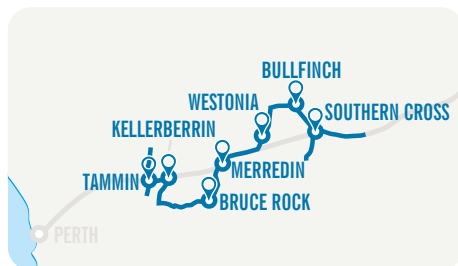 BULLFINCH
WESTONIA
SOUTHERN CROSS
KELLERBERRIN
MERREDIN
TAMMIN
BRUCE ROCK
PERTH